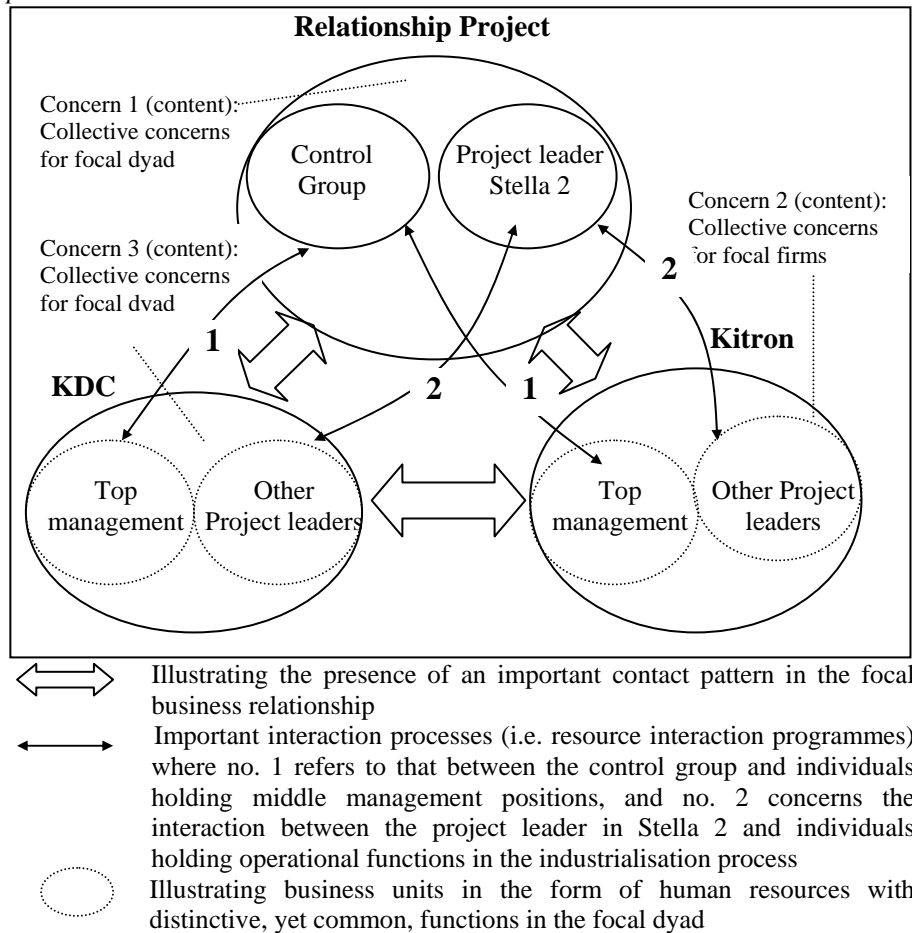 Relationship Project
Concern 1 (content):
Collective concerns
for focal dyad
Control
Group
Project leader
Stella 2
Concern 2 (content):
Collective concerns
for focal firms
Concern 3 (content):
Collective concerns
for focal dyad
2
1
Kitron
KDC
2
1
Top
management
Other
Project leaders
Top
management
Other Project
leaders
Illustrating the presence of an important contact pattern in the focal
business relationship
Important interaction processes (i.e. resource interaction programmes)
where no. 1 refers to that between the control group and individuals
holding middle management positions, and no. 2 concerns the
interaction between the project leader in Stella 2 and individuals
holding operational functions in the industrialisation process
Illustrating business units in the form of human resources with
distinctive, yet common, functions in the focal dyad